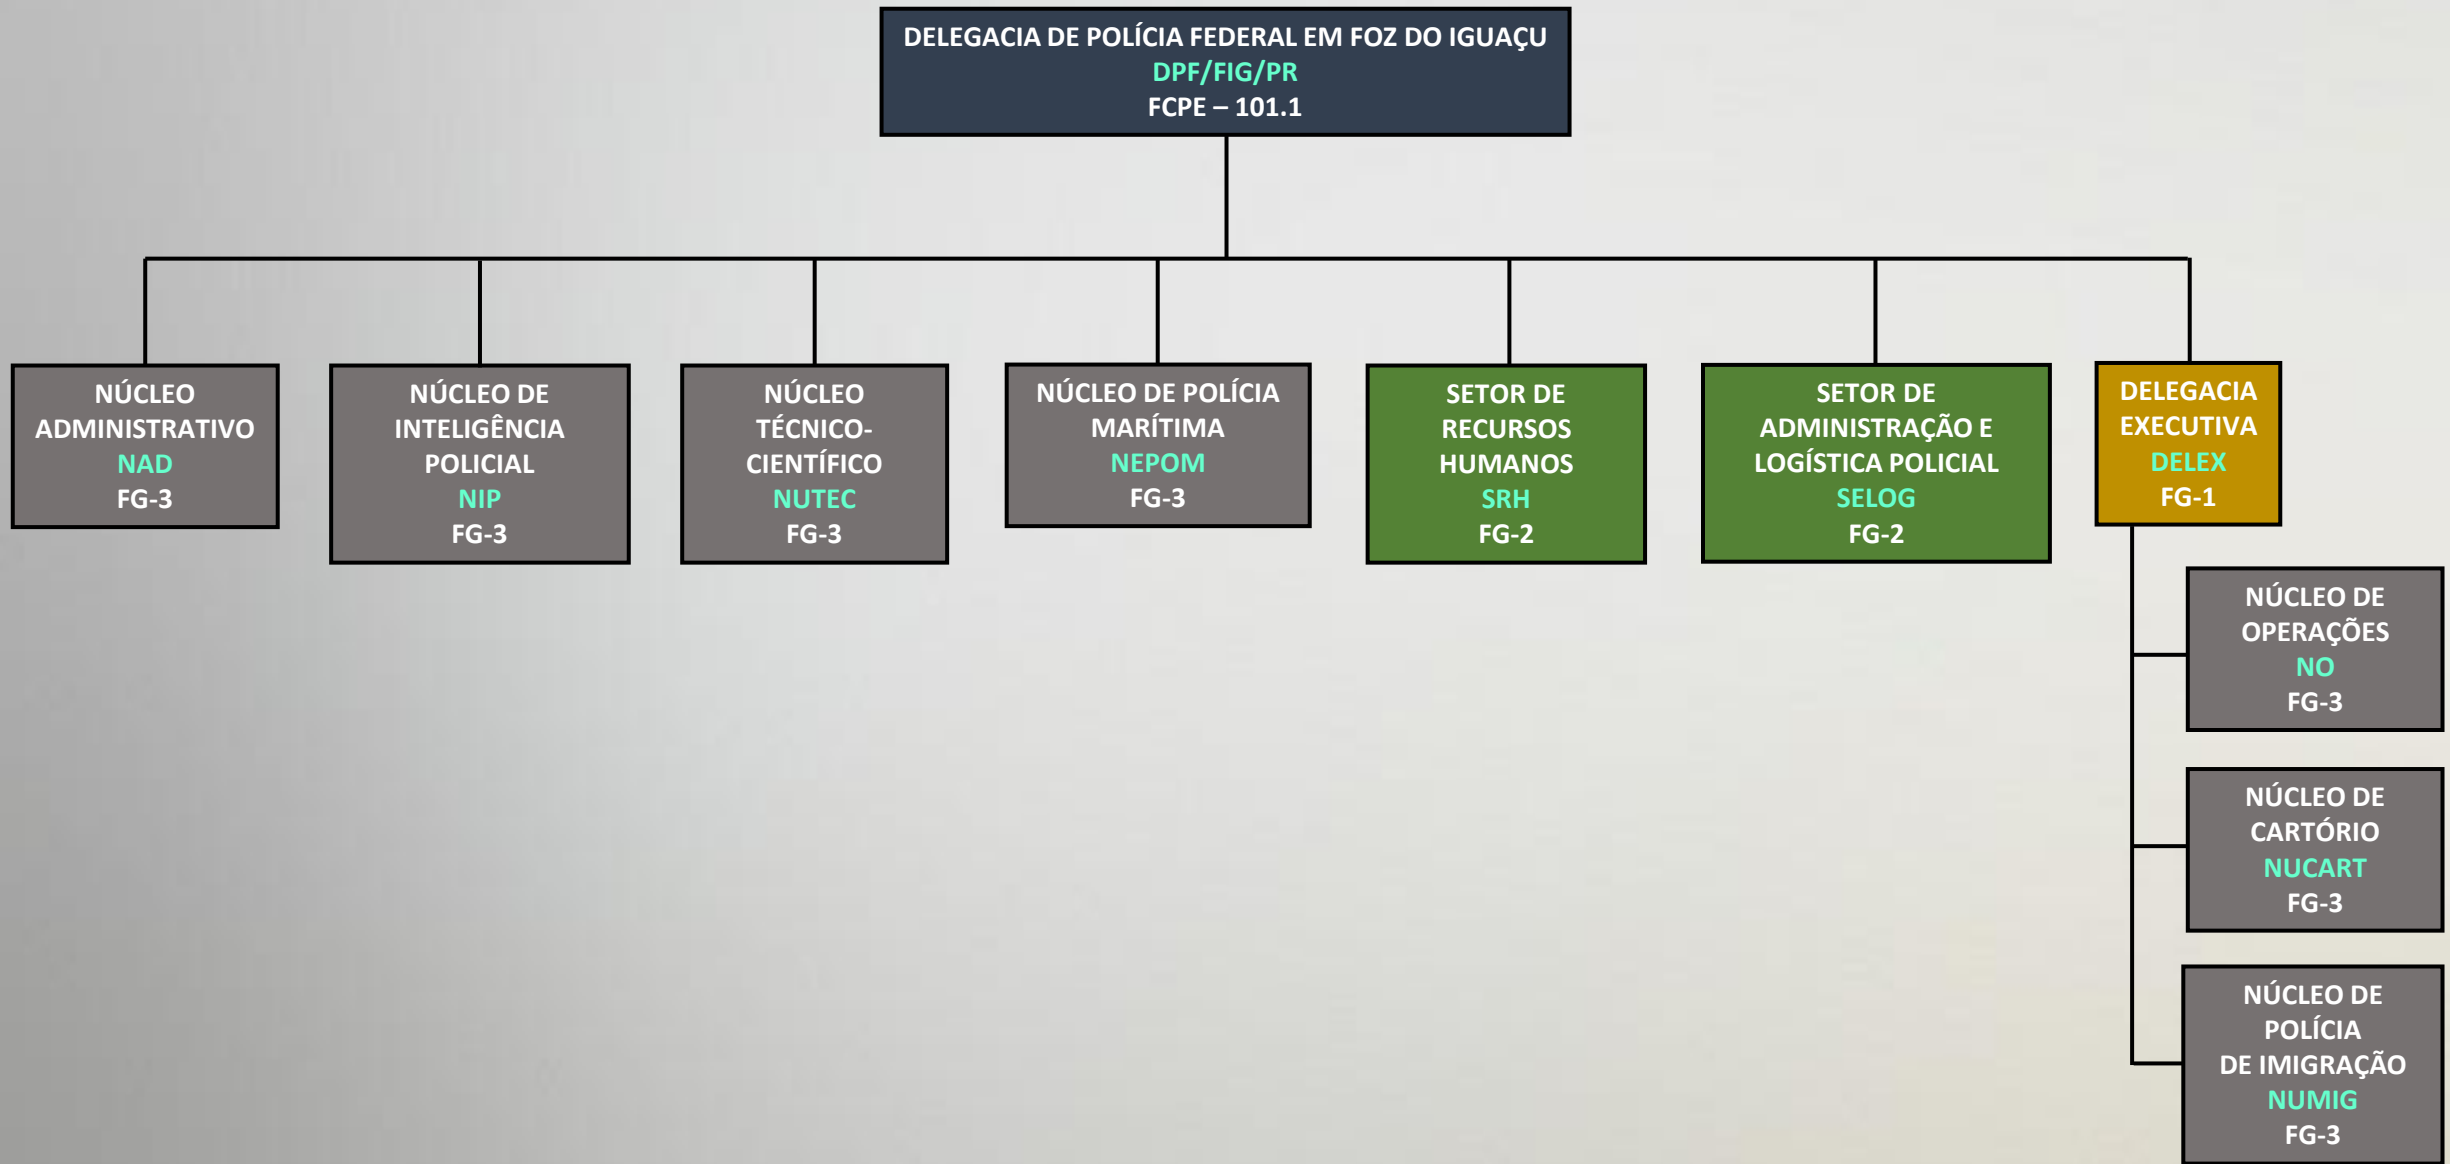 DELEGACIA DE POLÍCIA FEDERAL EM FOZ DO IGUAÇU
DPF/FIG/PR
FCPE – 101.1
NÚCLEO
ADMINISTRATIVO
NAD
FG-3
NÚCLEO DE
INTELIGÊNCIA
POLICIAL
NIP
FG-3
NÚCLEO
TÉCNICO-
CIENTÍFICO
NUTEC
FG-3
NÚCLEO DE POLÍCIA
MARÍTIMA
NEPOM
FG-3
SETOR DE
RECURSOS
HUMANOS
SRH
FG-2
SETOR DE
ADMINISTRAÇÃO E
LOGÍSTICA POLICIAL
SELOG
FG-2
DELEGACIA
EXECUTIVA
DELEX
FG-1
NÚCLEO DE
OPERAÇÕES
NO
FG-3
NÚCLEO DE
CARTÓRIO
NUCART
FG-3
NÚCLEO DE
POLÍCIA
DE IMIGRAÇÃO
NUMIG
FG-3